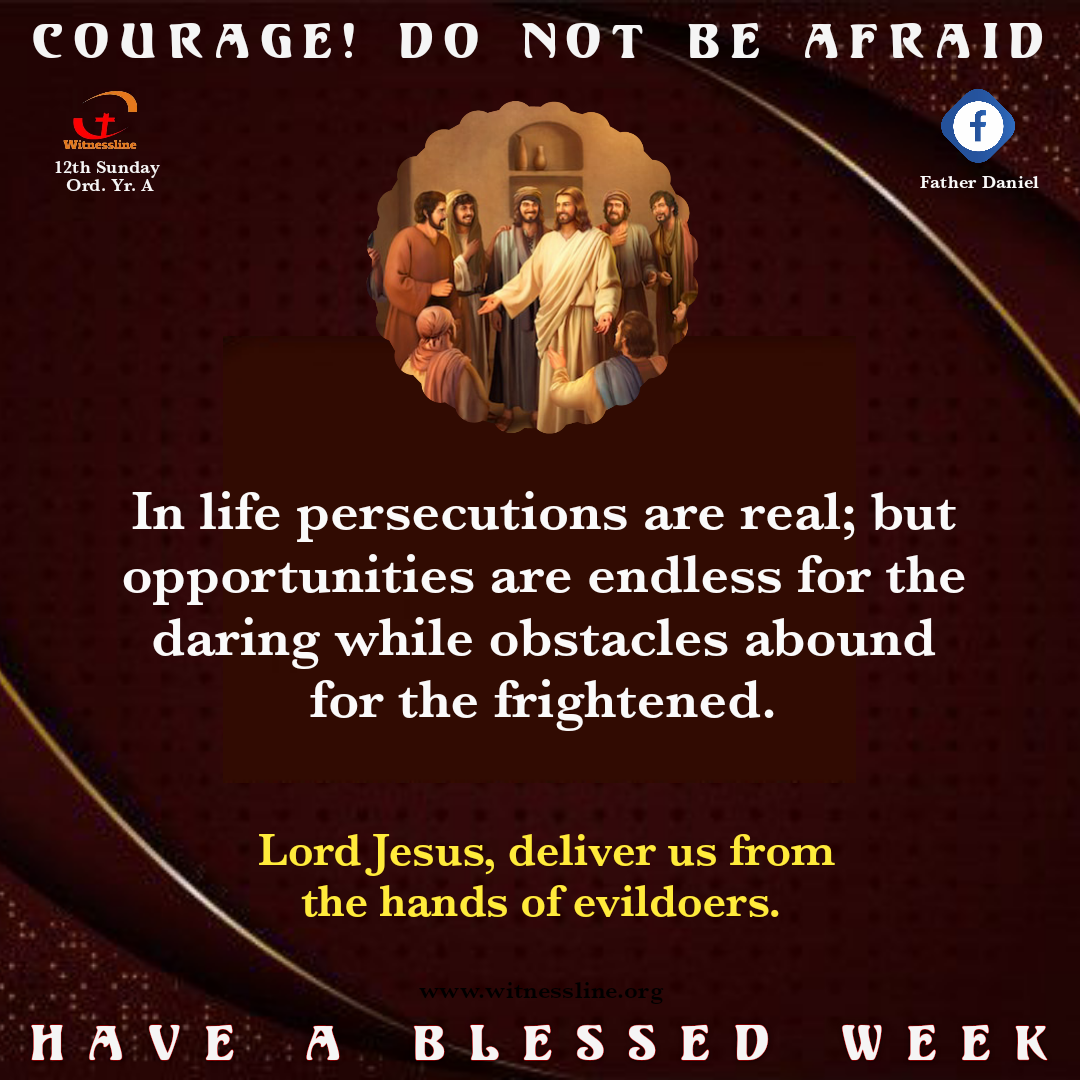 COURAGE! DO NOT BE AFRAID
Witnessline
12th Sunday
Ord. Yr. A
f
Father Daniel
In life persecutions are real; but
opportunities are endless for the
daring while obstacles abound
for the frightened.
Lord Jesus, deliver us from
the hands of evildoers.
www.witnessline.org
HAVE A BLESSED WEEK